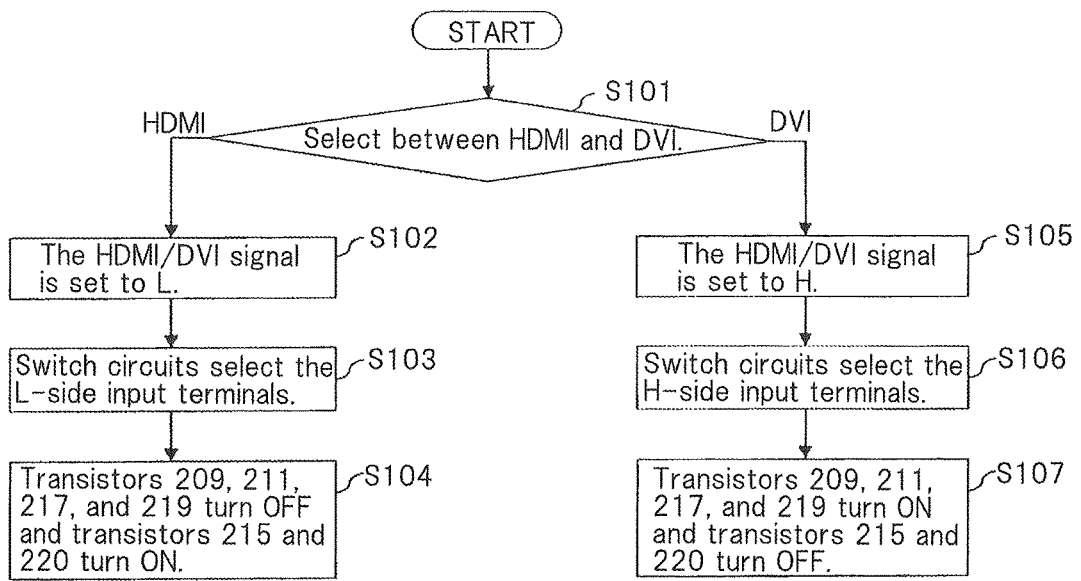 START
S101
HDMI
Select between HDMI and DVI.
DVI
S102
The HDMI/DVI signal
is set to L.
S103
Switch circuits select the
L-side input terminals.
S104
Transistors 209, 211,
217, and 219 turn OFF
and transistors 215 and
220 turn ON.
S105
The HDMI/DVI signal
is set to H.
S106
Switch circuits select the
H-side input terminals.
S107
Transistors 209, 211,
217, and 219 turn ON
and transistors 215 and
220 turn OFF.